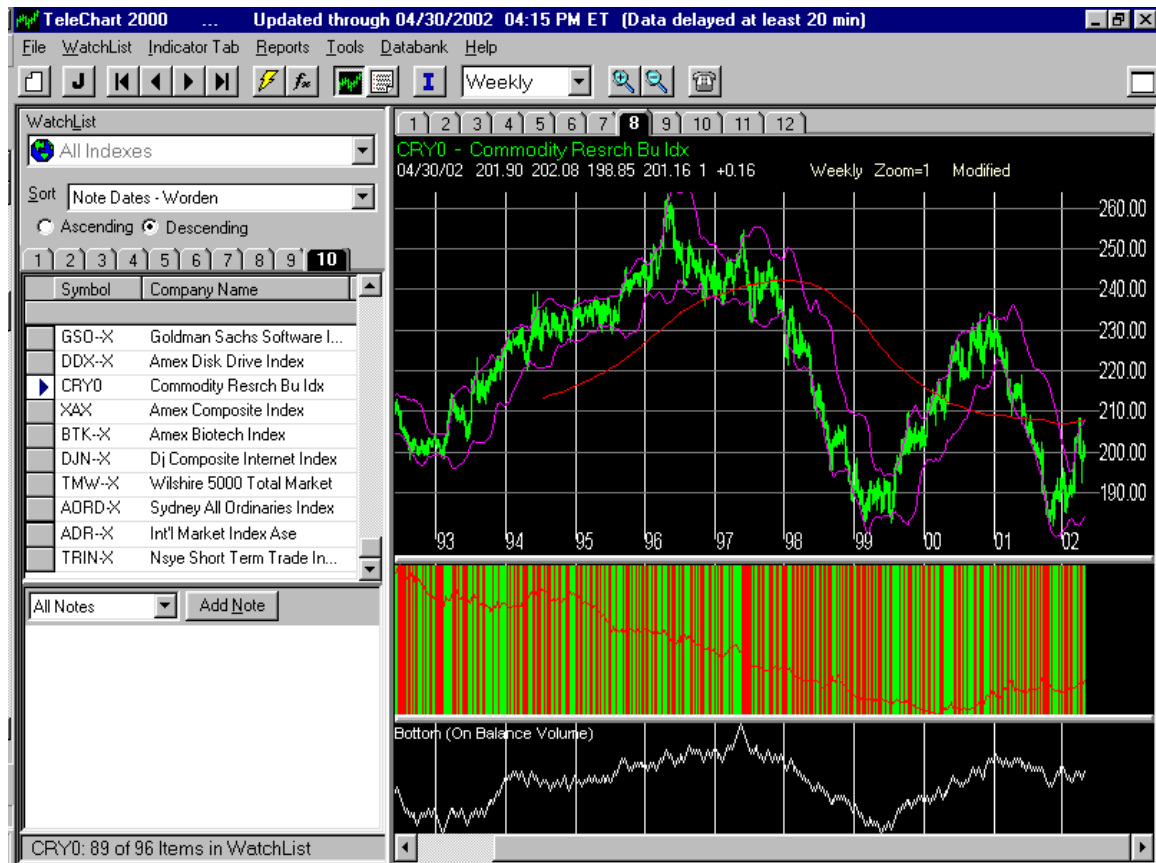 TeleChart 2000 ... Updated through 04/30/2002 04:15 PM ET (Data delayed at least 20 min)
File WatchList Indicator Tab Reports Tools Databank Help
J I Weekly
WatchList
All Indexes
Sort Note Dates - Worden
Ascending Descending
1 2 3 4 5 6 7 8 9 10
Symbol Company Name
GSO--X Goldman Sachs Software I...
DDX--X Amex Disk Drive Index
CRY0 Commodity Resrch Bu Idx
XAX Amex Composite Index
BTK--X Amex Biotech Index
DJN--X Dj Composite Internet Index
TMW--X Wilshire 5000 Total Market
AORD-X Sydney All Ordinaries Index
ADR--X Int'l Market Index Ase
TRIN-X Nsye Short Term Trade In...
All Notes Add Note
CRY0: 89 of 96 Items in WatchList
1 2 3 4 5 6 7 8 9 10 11 12
CRY0 - Commodity Resrch Bu Idx
04/30/02 201.90 202.08 198.85 201.16 1 +0.16 Weekly Zoom=1 Modified
260.00
250.00
240.00
230.00
220.00
210.00
200.00
190.00
'93 '94 '95 '96 '97 '98 '99 '00 '01 '02
Bottom (On Balance Volume)